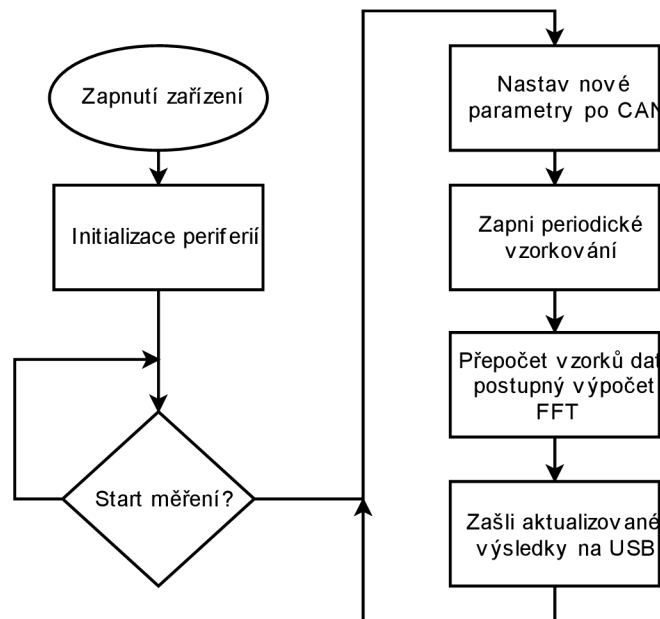 Zapnutí zařízení
Initializace periferií
Start měření?
Nastav nové
parametry po CAN
Zapni periodické
vzorkování
Přepočet vzorků dat
postupný výpočet
FFT
Zašli aktualizované
výsledky na USB